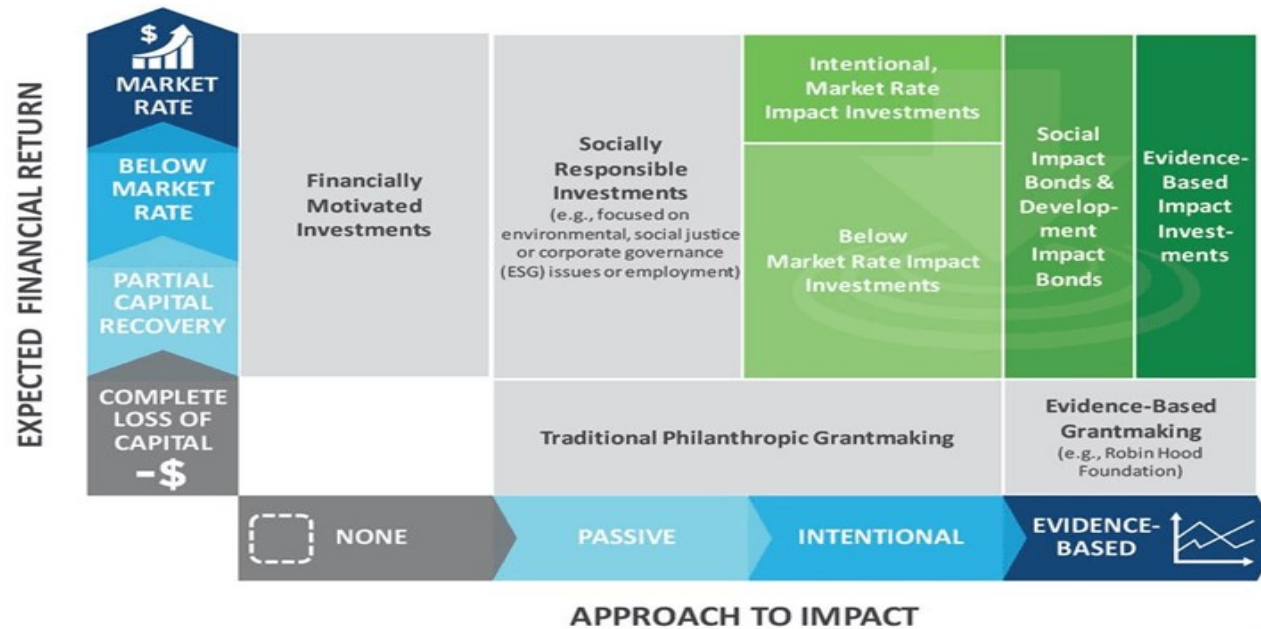 EXPECTED FINANCIAL RETURN
$
MARKET
RATE
BELOW
MARKET
RATE
PARTIAL
CAPITAL
RECOVERY
COMPLETE
LOSS OF
CAPITAL
-$
Financially
Motivated
Investments
Socially
Responsible
Investments
(e.g., focused on
environmental, social justice
or corporate governance
(ESG) issues or employment)
Intentional,
Market Rate
Impact Investments
Below
Market Rate Impact
Investments
Social
Impact
Bonds &
Develop-
ment
Impact
Bonds
Evidence-
Based
Impact
Invest-
ments
Traditional Philanthropic Grantmaking
Evidence-Based
Grantmaking
(e.g., Robin Hood
Foundation)
NONE
PASSIVE
INTENTIONAL
EVIDENCE-
BASED
APPROACH TO IMPACT